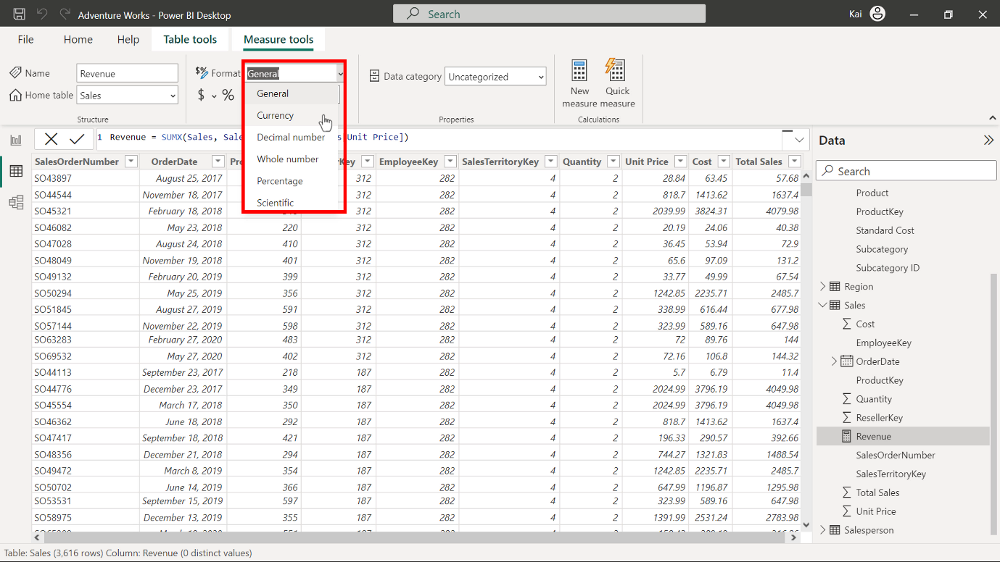 Adventure Works - Power BI Desktop
Search
Kai
File Home Help Table tools Measure tools
Name Revenue
Home table Sales
Structure
$% Format General
$ %
General
Currency
Decimal number
Whole number
Percentage
Scientific
Data category Uncategorized
Properties
New measure
Quick measure
Calculations
1 Revenue = SUMX(Sales, Unit Price])
Data
Search
SalesOrderNumber OrderDate EmployeeKey SalesTerritoryKey Quantity Unit Price Cost Total Sales
SO43897 August 25, 2017 312 282 4 2 28.84 63.45 57.68
SO44544 November 18, 2017 312 282 4 2 818.7 1413.62 1637.4
SO45321 February 18, 2018 312 282 4 2 2039.99 3824.31 4079.98
SO46082 May 23, 2018 220 312 282 4 2 20.19 24.06 40.38
SO47028 August 24, 2018 410 312 282 4 2 36.45 53.94 72.9
SO48049 November 19, 2018 401 312 282 4 2 65.6 97.09 131.2
SO49132 February 20, 2019 399 312 282 4 2 33.77 49.99 67.54
SO50294 May 25, 2019 356 312 282 4 2 1242.85 2235.71 2485.7
SO51845 August 27, 2019 591 312 282 4 2 338.99 616.44 677.98
SO57144 November 22, 2019 598 312 282 4 2 323.99 589.16 647.98
SO63283 February 27, 2020 483 312 282 4 2 72 89.76 144
SO69532 May 27, 2020 402 312 282 4 2 72.16 106.8 144.32
SO44113 September 23, 2017 218 187 282 4 2 5.7 6.79 11.4
SO44776 December 23, 2017 349 187 282 4 2 2024.99 3796.19 4049.98
SO45554 March 17, 2018 350 187 282 4 2 2024.99 3796.19 4049.98
SO46362 June 18, 2018 292 187 282 4 2 818.7 1413.62 1637.4
SO47417 September 18, 2018 421 187 282 4 2 196.33 290.57 392.66
SO48356 December 21, 2018 294 187 282 4 2 744.27 1321.83 1488.54
SO49472 March 8, 2019 354 187 282 4 2 1242.85 2235.71 2485.7
SO50702 June 14, 2019 366 187 282 4 2 647.99 1196.87 1295.98
SO53531 September 15, 2019 597 187 282 4 2 323.99 589.16 647.98
SO58975 December 13, 2019 355 187 282 4 2 1391.99 2531.24 2783.98
Product
ProductKey
Standard Cost
Subcategory
Subcategory ID
Region
Sales
Cost
EmployeeKey
OrderDate
ProductKey
Quantity
ResellerKey
Revenue
SalesOrderNumber
SalesTerritoryKey
Total Sales
Unit Price
Salesperson
Table: Sales (3,616 rows) Column: Revenue (0 distinct values)